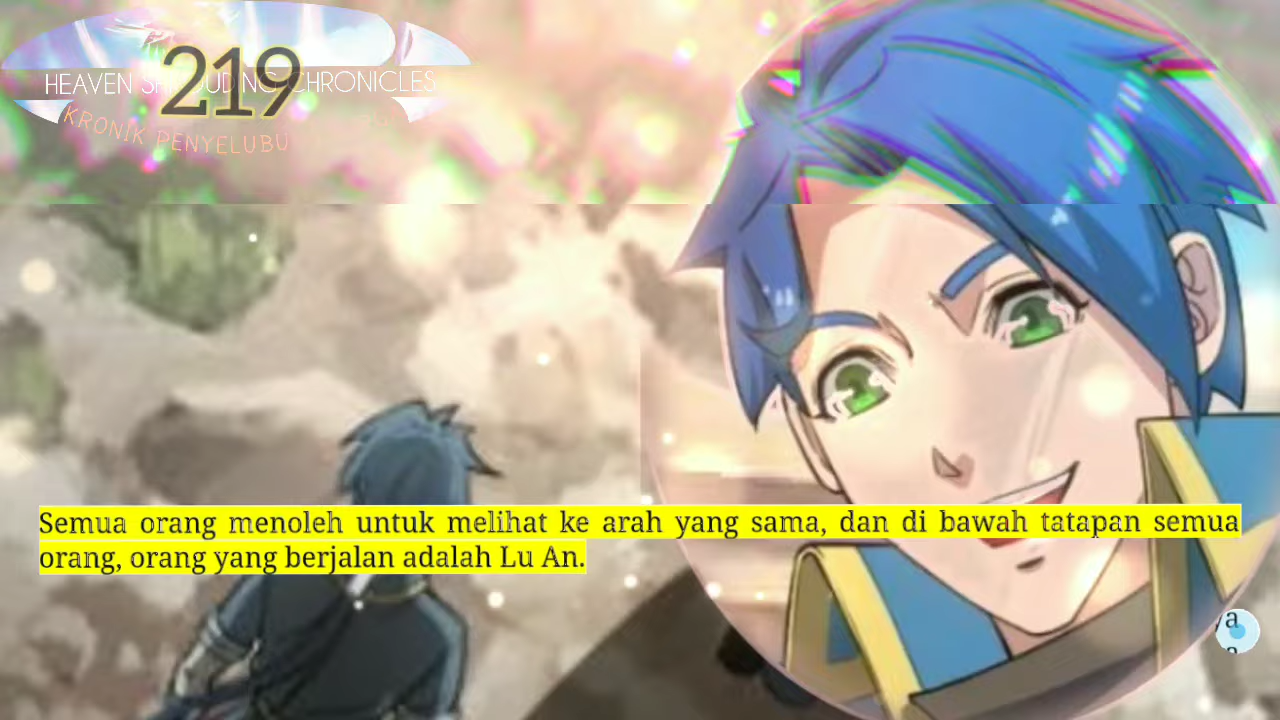 219
HEAVEN SHROUDING CHRONICLES
KRONIK PENYELUBU
Semua orang menoleh untuk melihat ke arah yang sama, dan di bawah tatapan semua
orang, orang yang berjalan adalah Lu An.